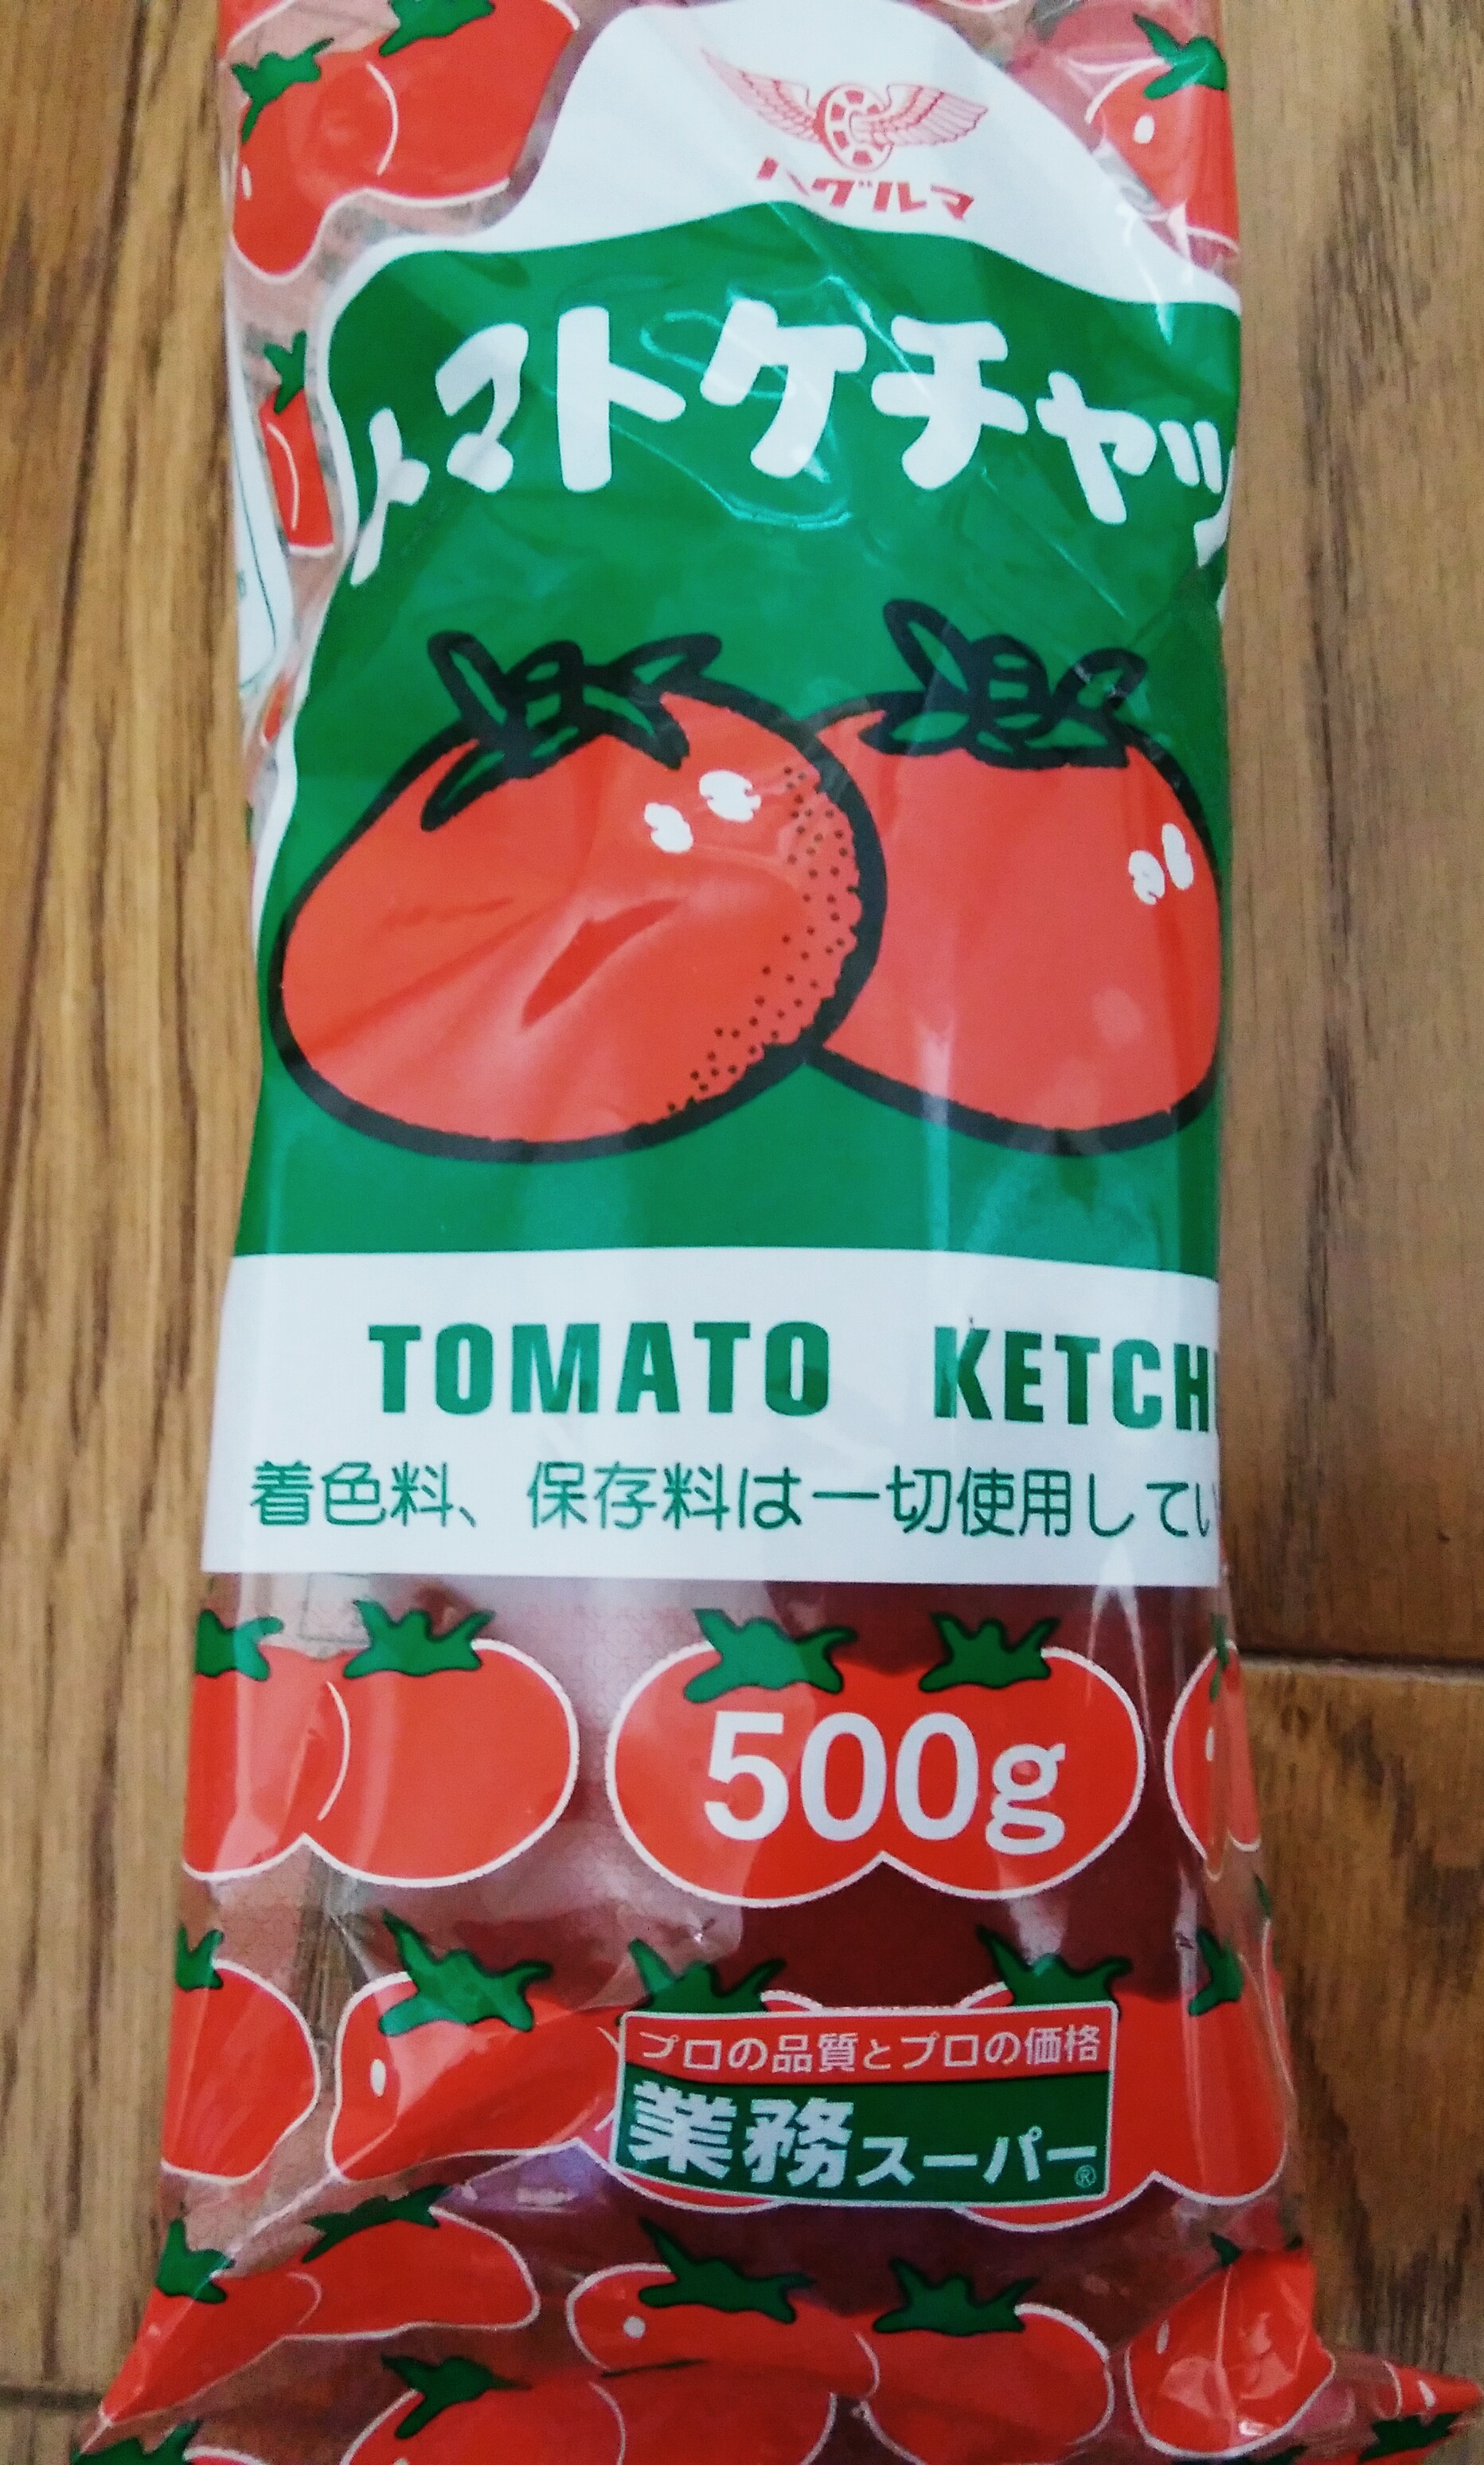 ハグルマ
トマトケチャッ
TOMATO KETCH
着色料、保存料は一切使用してい
500g
プロの品質とプロの価格
業務スーパー®